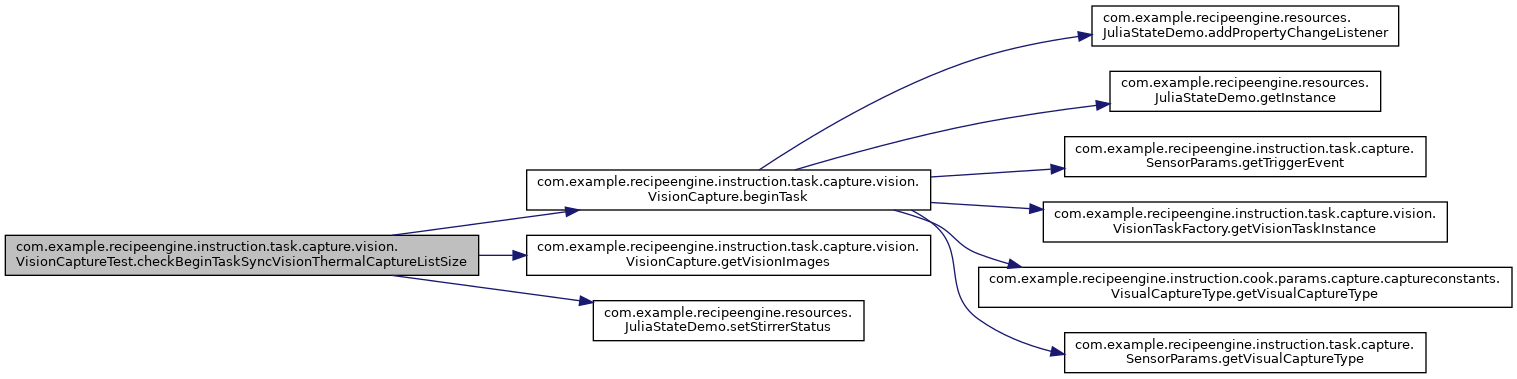 com.example.recipeengine.resources.
JuliaStateDemo.addPropertyChangeListener
com.example.recipeengine.resources.
JuliaStateDemo.getInstance
com.example.recipeengine.instruction.task.capture.
SensorParams.getTriggerEvent
com.example.recipeengine.instruction.task.capture.vision.
VisionCapture.beginTask
com.example.recipeengine.instruction.task.capture.vision.
VisionTaskFactory.getVisionTaskInstance
com.example.recipeengine.instruction.task.capture.vision.
VisionCaptureTest.checkBeginTaskSyncVisionThermalCaptureListSize
com.example.recipeengine.instruction.task.capture.vision.
VisionCapture.getVisionImages
com.example.recipeengine.instruction.cook.params.capture.captureconstants.
VisualCaptureType.getVisualCaptureType
com.example.recipeengine.resources.
JuliaStateDemo.setStirrerStatus
com.example.recipeengine.instruction.task.capture.
SensorParams.getVisualCaptureType